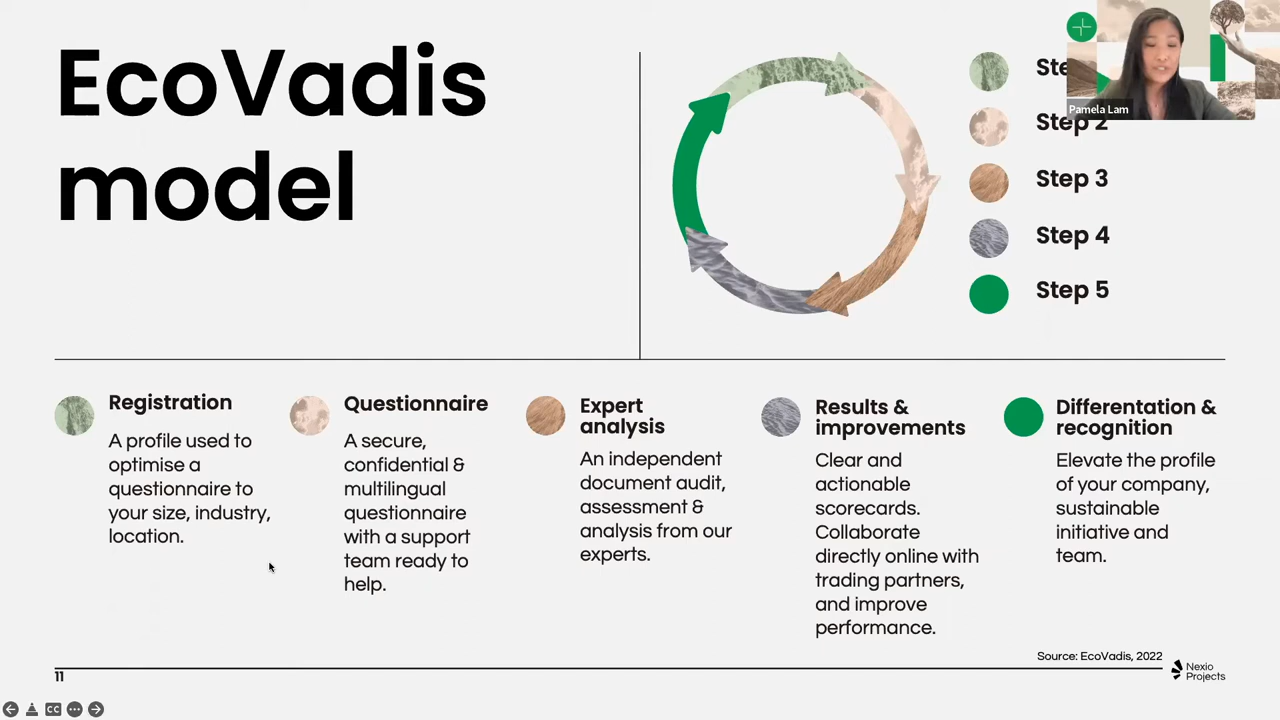 EcoVadis
model
Pamela Lam
Step 2
Step 3
Step 4
Step 5
Registration
A profile used to
optimise a
questionnaire to
your size, industry,
location.
Questionnaire
A secure,
confidential &
multilingual
questionnaire
with a support
team ready to
help.
Expert
analysis
An independent
document audit,
assessment &
analysis from our
experts.
Results &
improvements
Clear and
actionable
scorecards.
Collaborate
directly online with
trading partners,
and improve
performance.
Differentation &
recognition
Elevate the profile
of your company,
sustainable
initiative and
team.
Source: EcoVadis, 2022
11
Nexio
Projects
CC